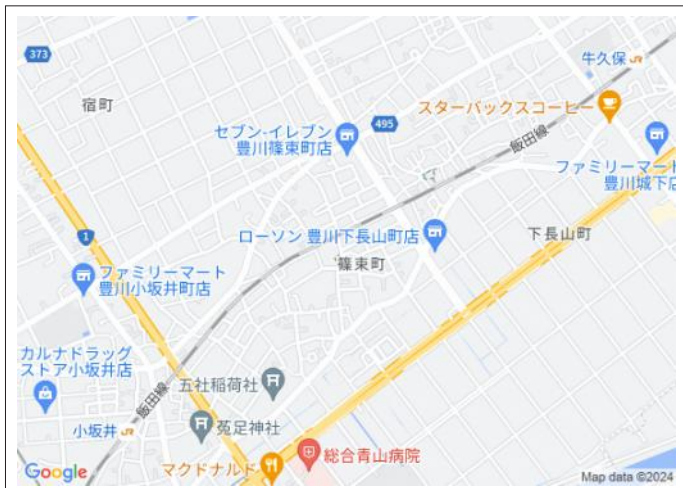 373
牛久保 JR
宿町
スターバックスコーヒー
495
セブン-イレブン
豊川篠束町店
飯田線
ファミリーマート
豊川城下店
ローソン 豊川下長山町店
下長山町
1
篠束町
ファミリーマート
豊川小坂井町店
カルナドラッグ
ストア小坂井店
五社稲荷社
飯田線
菟足神社
小坂井 JR
総合青山病院
マクドナルド
Google
Map data ©2024